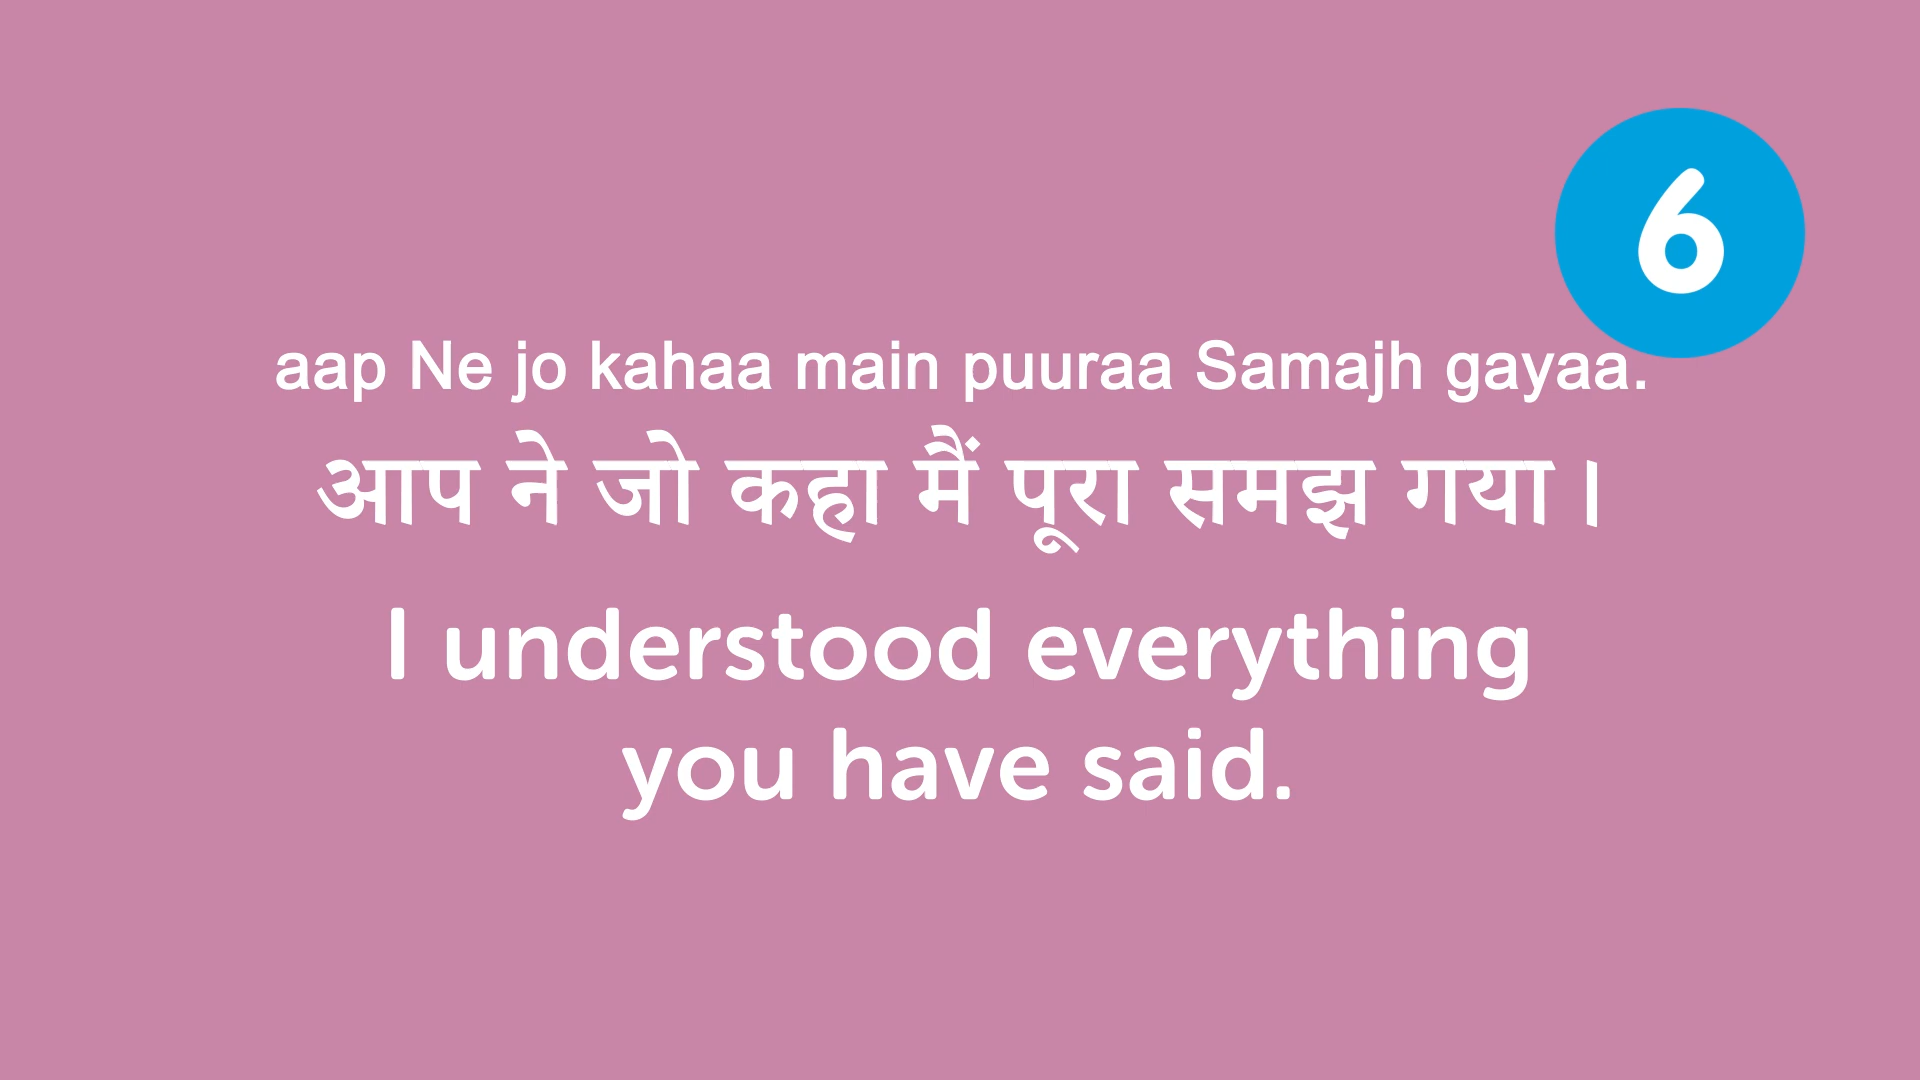 6
aap Ne jo kahaa main puuraa Samajh gayaa.
आप ने जो कहा मैं पूरा समझ गया।
I understood everything
you have said.